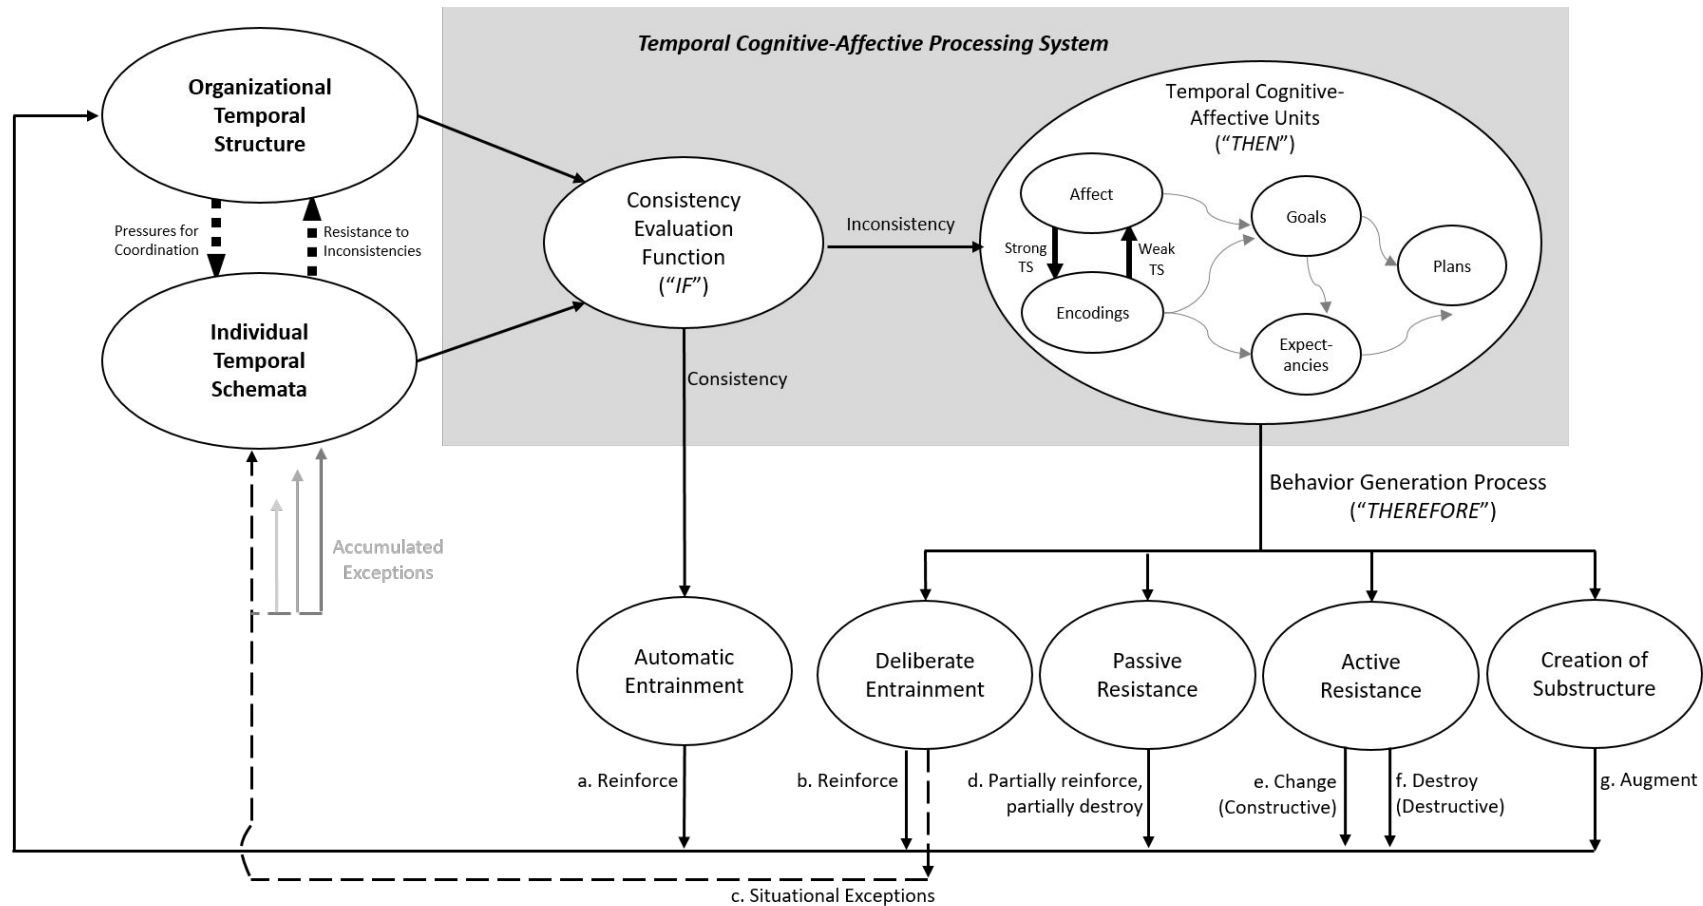 Temporal Cognitive-Affective Processing System
Organizational
Temporal
Structure
Pressures for
Coordination
Resistance to
Inconsistencies
Individual
Temporal
Schemata
Consistency
Evaluation
Function
(“IF”)
Inconsistency
Consistency
Temporal Cognitive-
Affective Units
(“THEN”)
Affect
Strong
TS
Weak
TS
Encodings
Goals
Plans
Expect-
ancies
Behavior Generation Process
(“THEREFORE”)
Accumulated
Exceptions
Automatic
Entrainment
Deliberate
Entrainment
Passive
Resistance
Active
Resistance
Creation of
Substructure
a. Reinforce
b. Reinforce
d. Partially reinforce,
partially destroy
e. Change
(Constructive)
f. Destroy
(Destructive)
g. Augment
c. Situational Exceptions